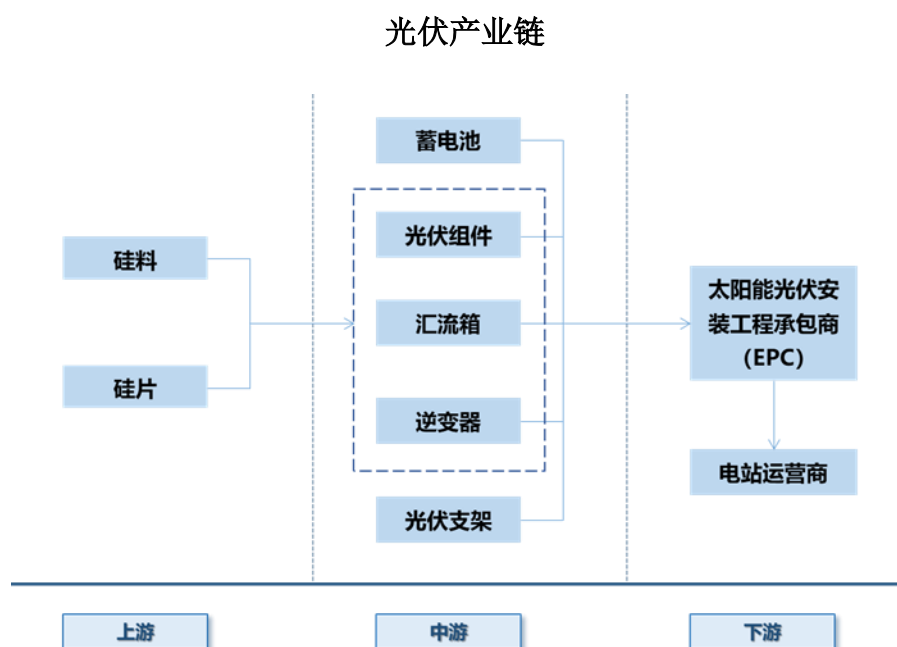 光伏产业链
蓄电池
光伏组件
硅料
汇流箱
太阳能光伏安
装工程承包商
（EPC）
硅片
逆变器
电站运营商
光伏支架
上游
中游
下游